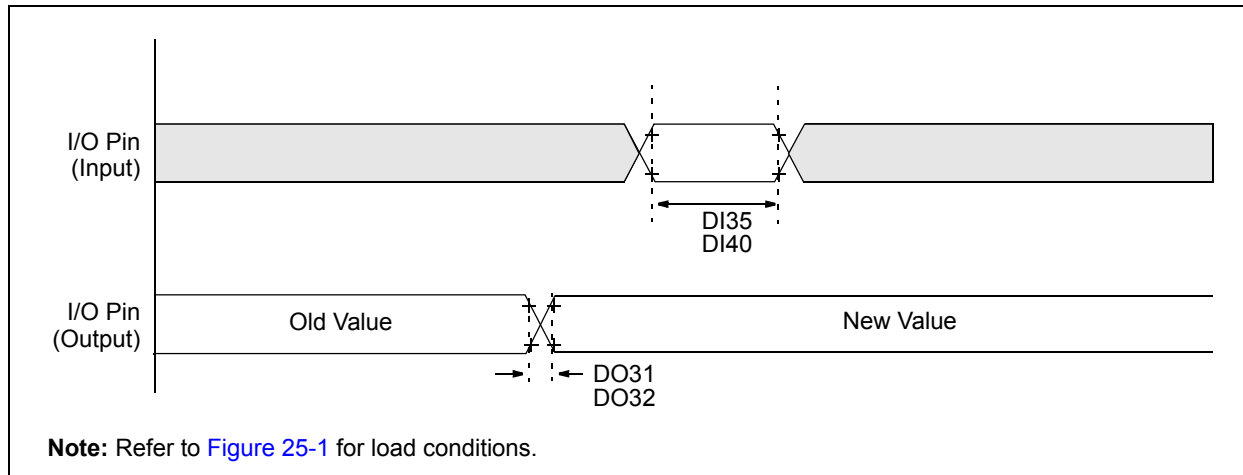 I/O Pin
(Input)
DI35
DI40
I/O Pin
(Output)
Old Value
New Value
DO31
DO32
Note: Refer to Figure 25-1 for load conditions.